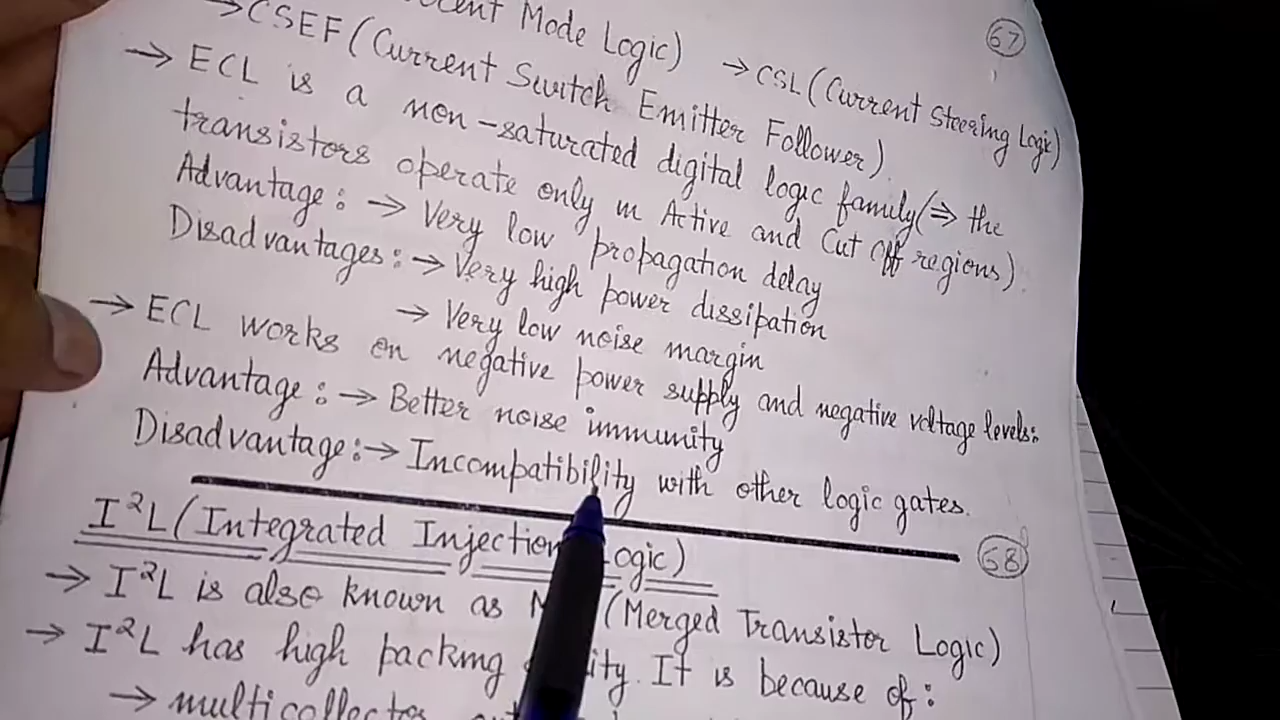 Mode Logic) → CSL (Current Steering Logic)
→ CSEF (Current Switch Emitter Follower)
→ ECL is a non-saturated digital logic family (⇒ the
transistors operate only in Active and Cut off regions).
Advantage: → Very low propagation delay
Disadvantages: → Very high power dissipation
→ Very low noise margin
→ ECL works on negative power supply and negative voltage levels:
Advantage: → Better noise immunity
Disadvantage: → Incompatibility with other logic gates.
67
I²L (Integrated Injection Logic)
68
→ I²L is also known as (Merged Transistor Logic)
→ I²L has high packing It is because of:
→ multicollector